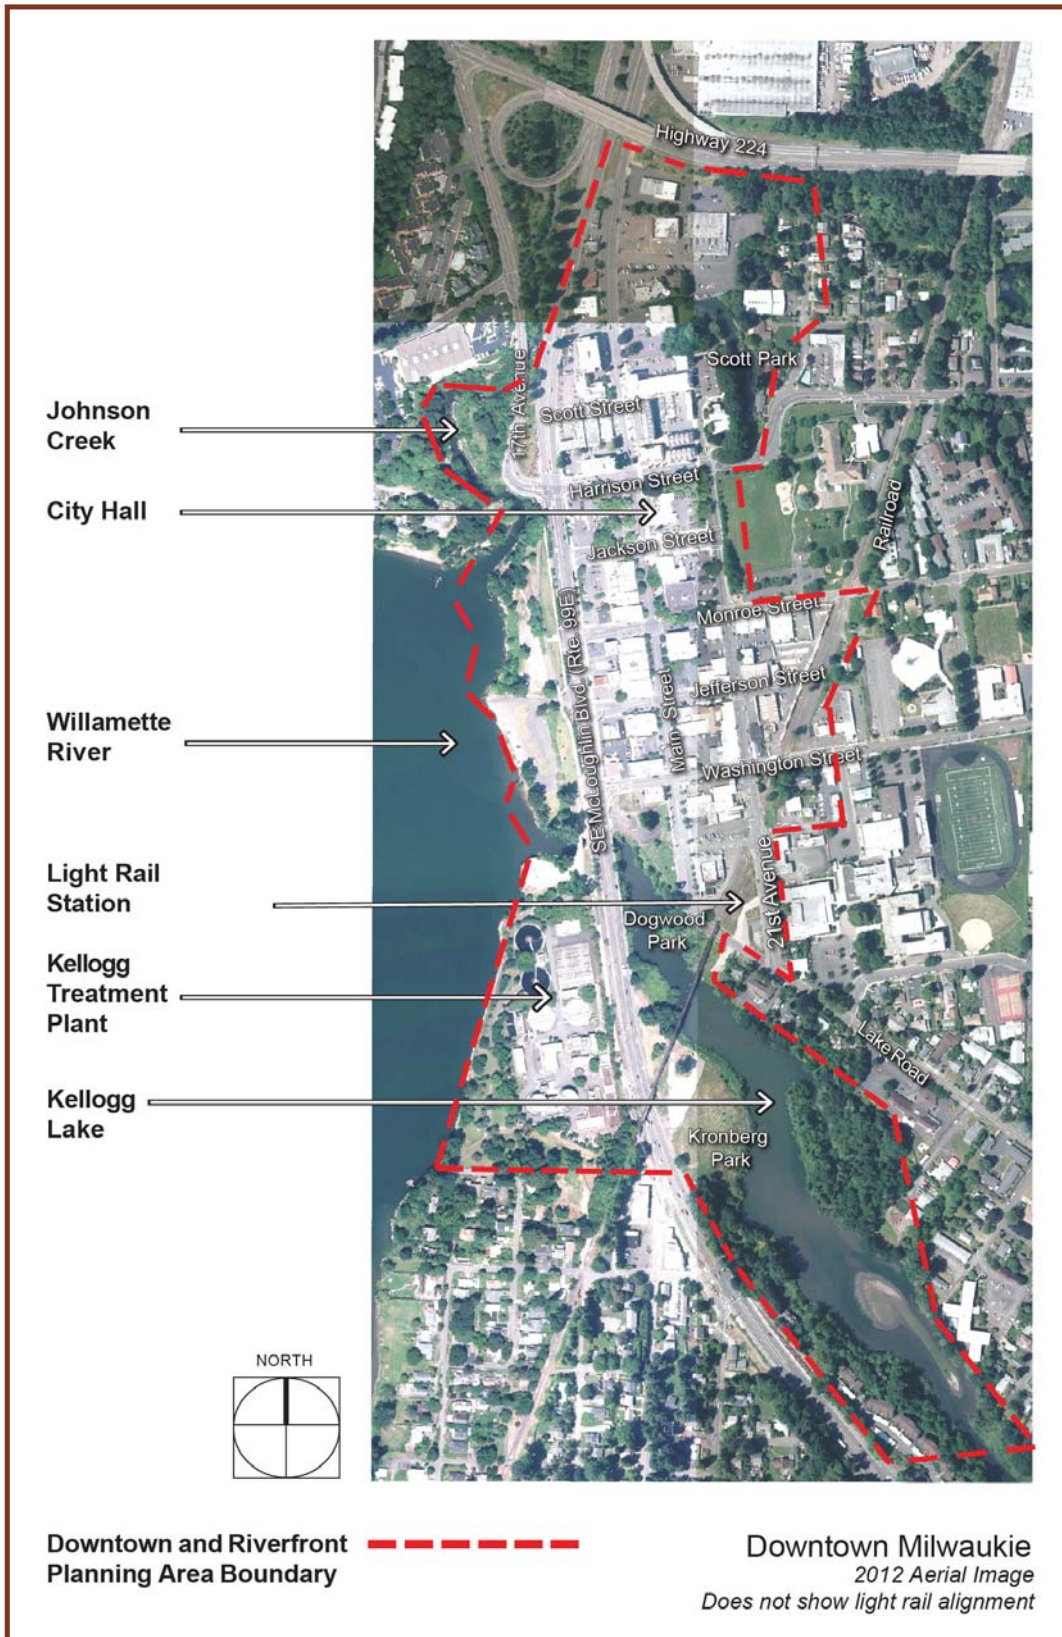 Highway 224
Scott Park
17th Avenue
Scott Street
Johnson
Creek
Harrison Street
City Hall
Railroad
Jackson Street
Monroe Street
SE McLoughlin Blvd. (Rte. 99E)
Jefferson Street
Main Street
Willamette
River
Washington Street
21st Avenue
Light Rail
Station
Dogwood
Park
Kellogg
Treatment
Plant
Lake Road
Kellogg
Lake
Kronberg
Park
NORTH
Downtown and Riverfront
Planning Area Boundary
Downtown Milwaukie
2012 Aerial Image
Does not show light rail alignment